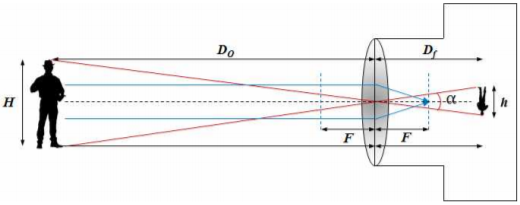 D_O D_f
H α h
F F